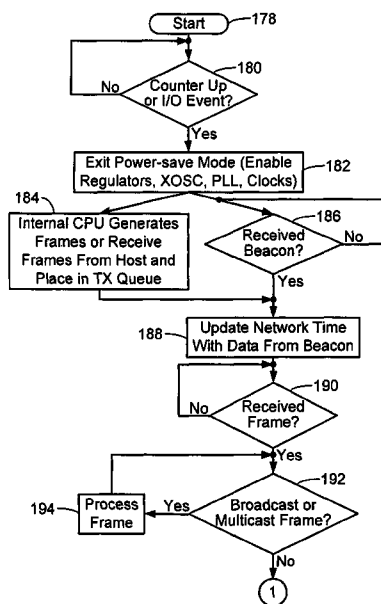 Start
178
180
Counter Up
or I/O Event?
No
Yes
Exit Power-save Mode (Enable
Regulators, XOSC, PLL, Clocks)
182
184
Internal CPU Generates
Frames or Receive
Frames From Host and
Place in TX Queue
186
Received
Beacon?
No
Yes
188
Update Network Time
With Data From Beacon
190
Received
Frame?
No
Yes
192
Broadcast or
Multicast Frame?
Yes
194
Process
Frame
No
1